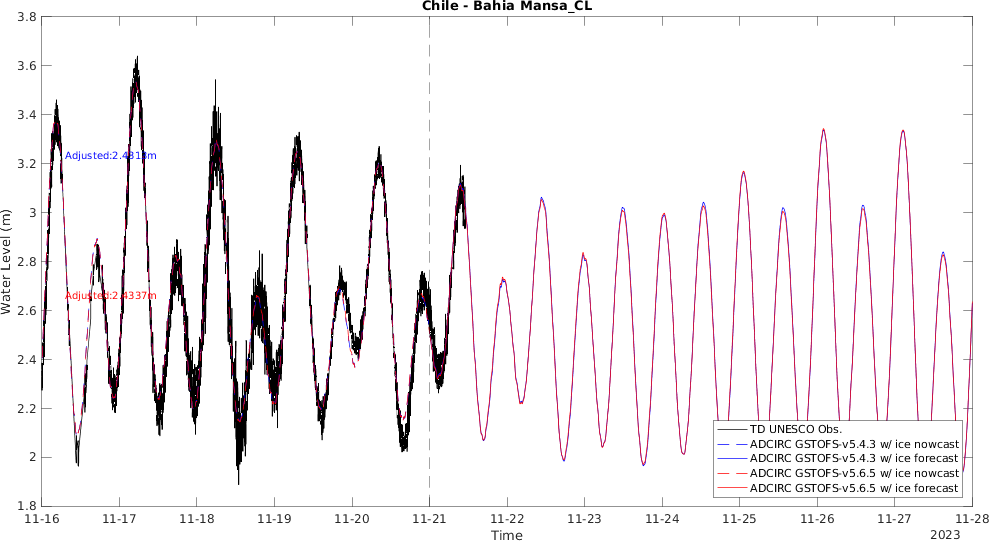 Chile - Bahia Mansa_CL
Water Level (m)
3.8
3.6
3.4
3.2
3
2.8
2.6
2.4
2.2
2
1.8
Adjusted:2.4313m
Adjusted:2.4337m
TD UNESCO Obs.
ADCIRC GSTOFS-v5.4.3 w/ ice nowcast
ADCIRC GSTOFS-v5.4.3 w/ ice forecast
ADCIRC GSTOFS-v5.6.5 w/ ice nowcast
ADCIRC GSTOFS-v5.6.5 w/ ice forecast
11-16 11-17 11-18 11-19 11-20 11-21 11-22 11-23 11-24 11-25 11-26 11-27 11-28
Time
2023